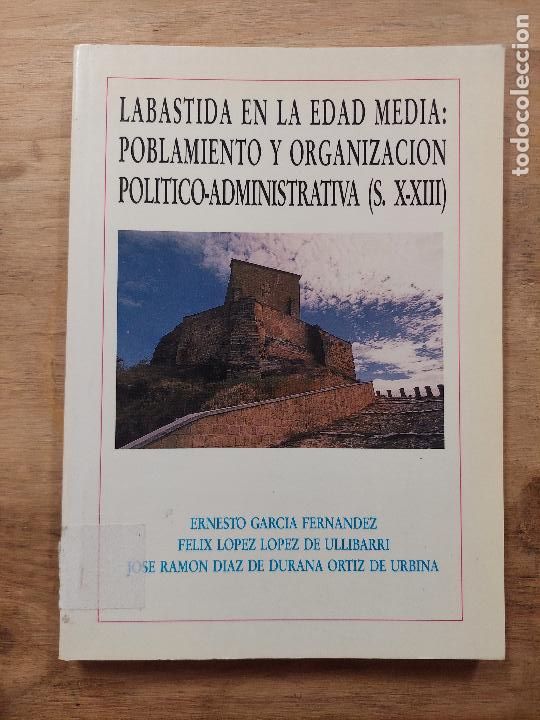 LABASTIDA EN LA EDAD MEDIA:
POBLAMIENTO Y ORGANIZACION
POLITICO-ADMINISTRATIVA (S. X-XIII)
ERNESTO GARCIA FERNANDEZ
FELIX LOPEZ LOPEZ DE ULLIBARRI
JOSE RAMON DIAZ DE DURANA ORTIZ DE URBINA
todocoleccion.net